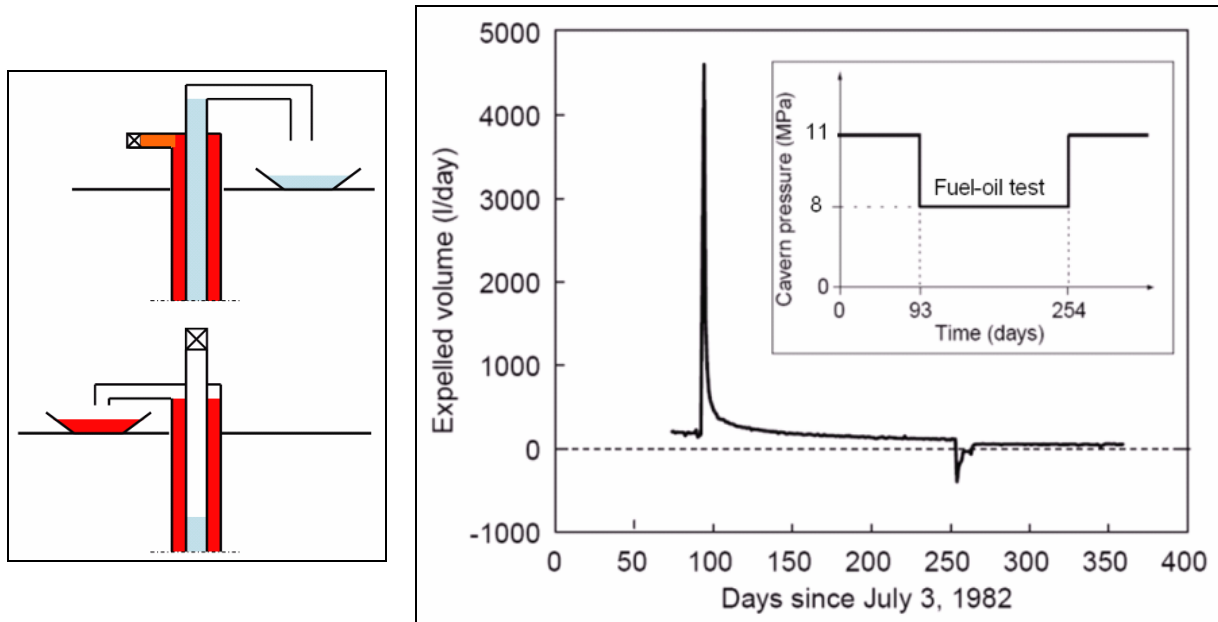 5000
4000
3000
2000
1000
0
-1000
Expelled volume (l/day)
0 50 100 150 200 250 300 350 400
Days since July 3, 1982
Cavern pressure (MPa)
11
8
0
Fuel-oil test
0 93 254
Time (days)